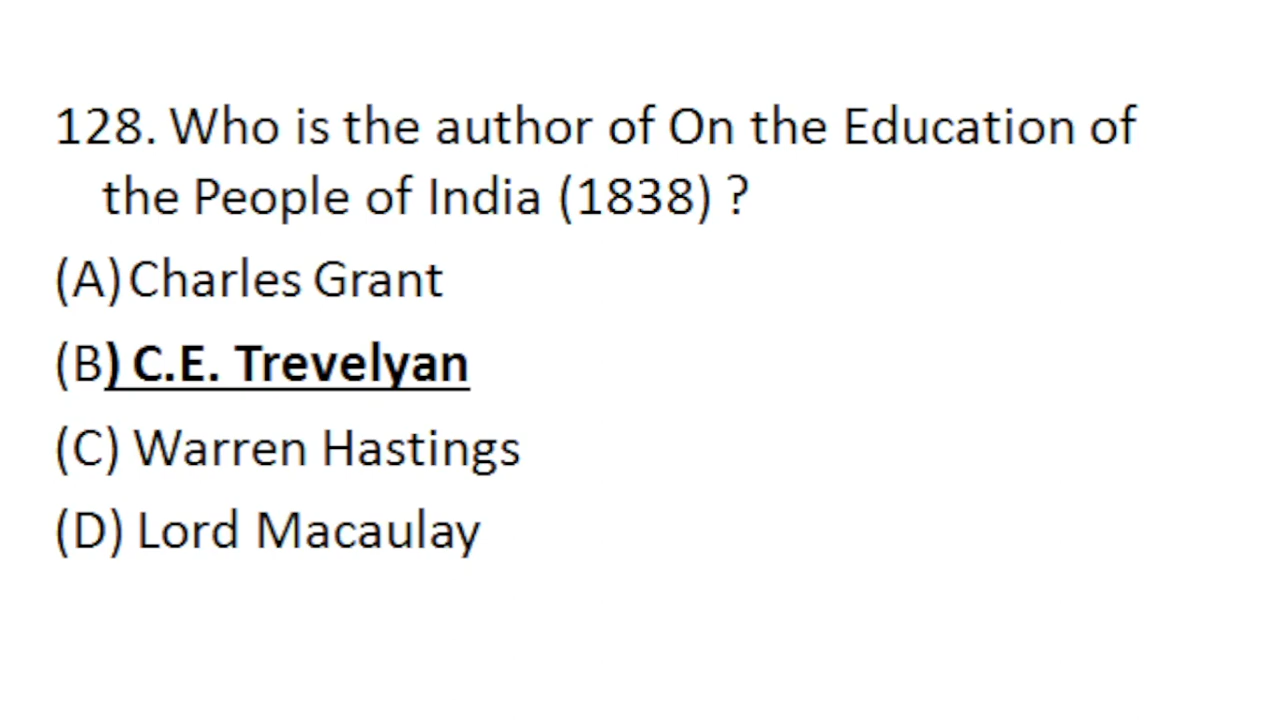 128. Who is the author of On the Education of
the People of India (1838) ?
(A) Charles Grant
(B) C.E. Trevelyan
(C) Warren Hastings
(D) Lord Macaulay